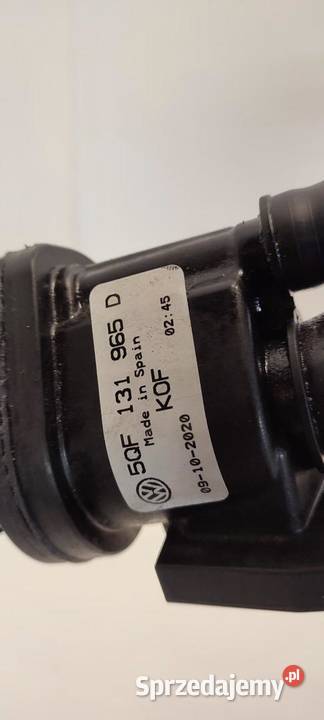 5QF 131 965 D
Made in Spain
KOF 02:45
09-10-2020
Sprzedajemy.pl